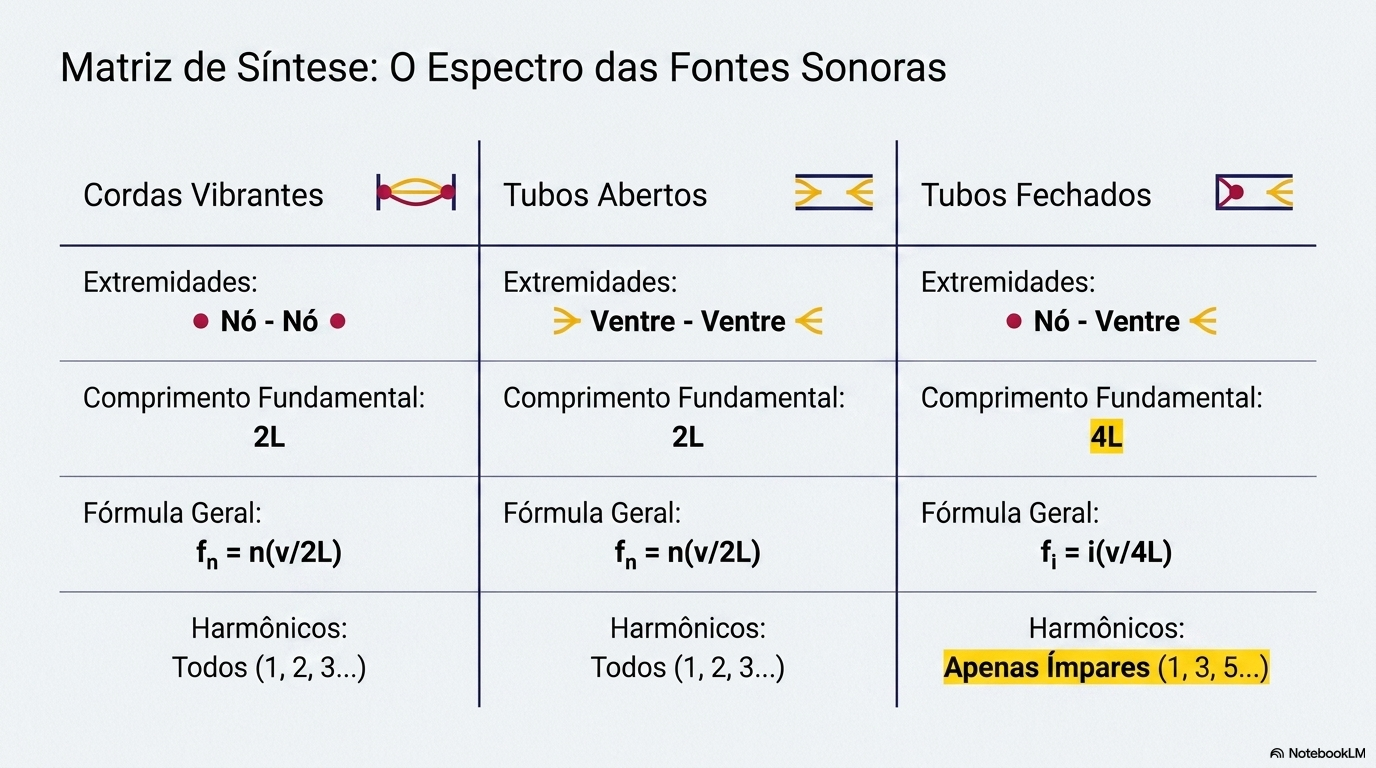 Matriz de Síntese: O Espectro das Fontes Sonoras
Cordas Vibrantes
Tubos Abertos
Tubos Fechados
Extremidades:
Nó - Nó
Extremidades:
Ventre - Ventre
Extremidades:
Nó - Ventre
Comprimento Fundamental:
2L
Comprimento Fundamental:
2L
Comprimento Fundamental:
4L
Fórmula Geral:
fₙ = n(v/2L)
Fórmula Geral:
fₙ = n(v/2L)
Fórmula Geral:
fᵢ = i(v/4L)
Harmônicos:
Todos (1, 2, 3...)
Harmônicos:
Todos (1, 2, 3...)
Harmônicos:
Apenas Ímpares (1, 3, 5...)
NotebookLM